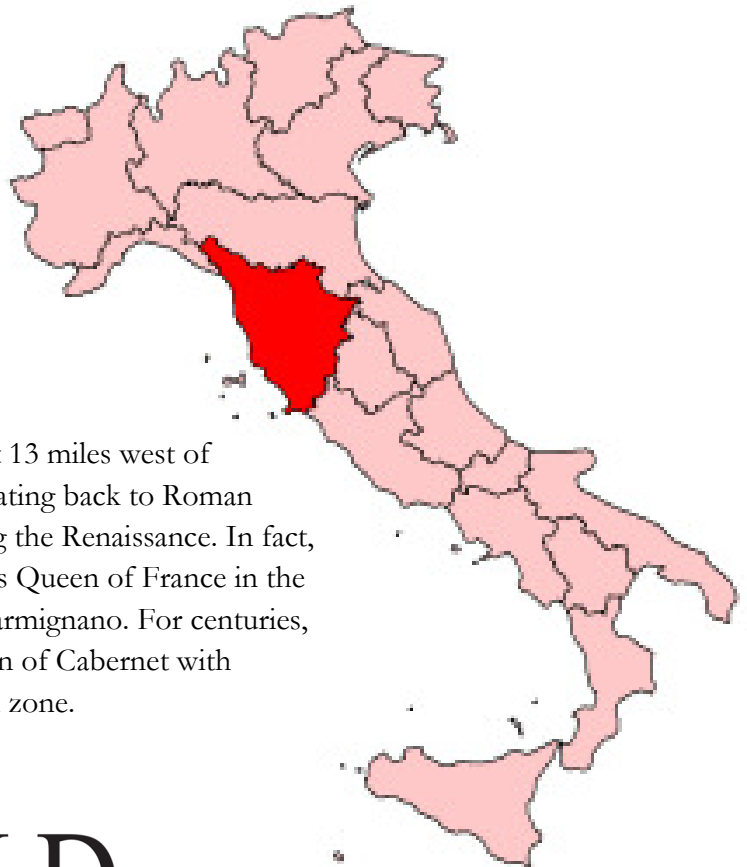 13 miles west of
ating back to Roman
the Renaissance. In fact,
Queen of France in the
armignano. For centuries,
n of Cabernet with
zone.
D